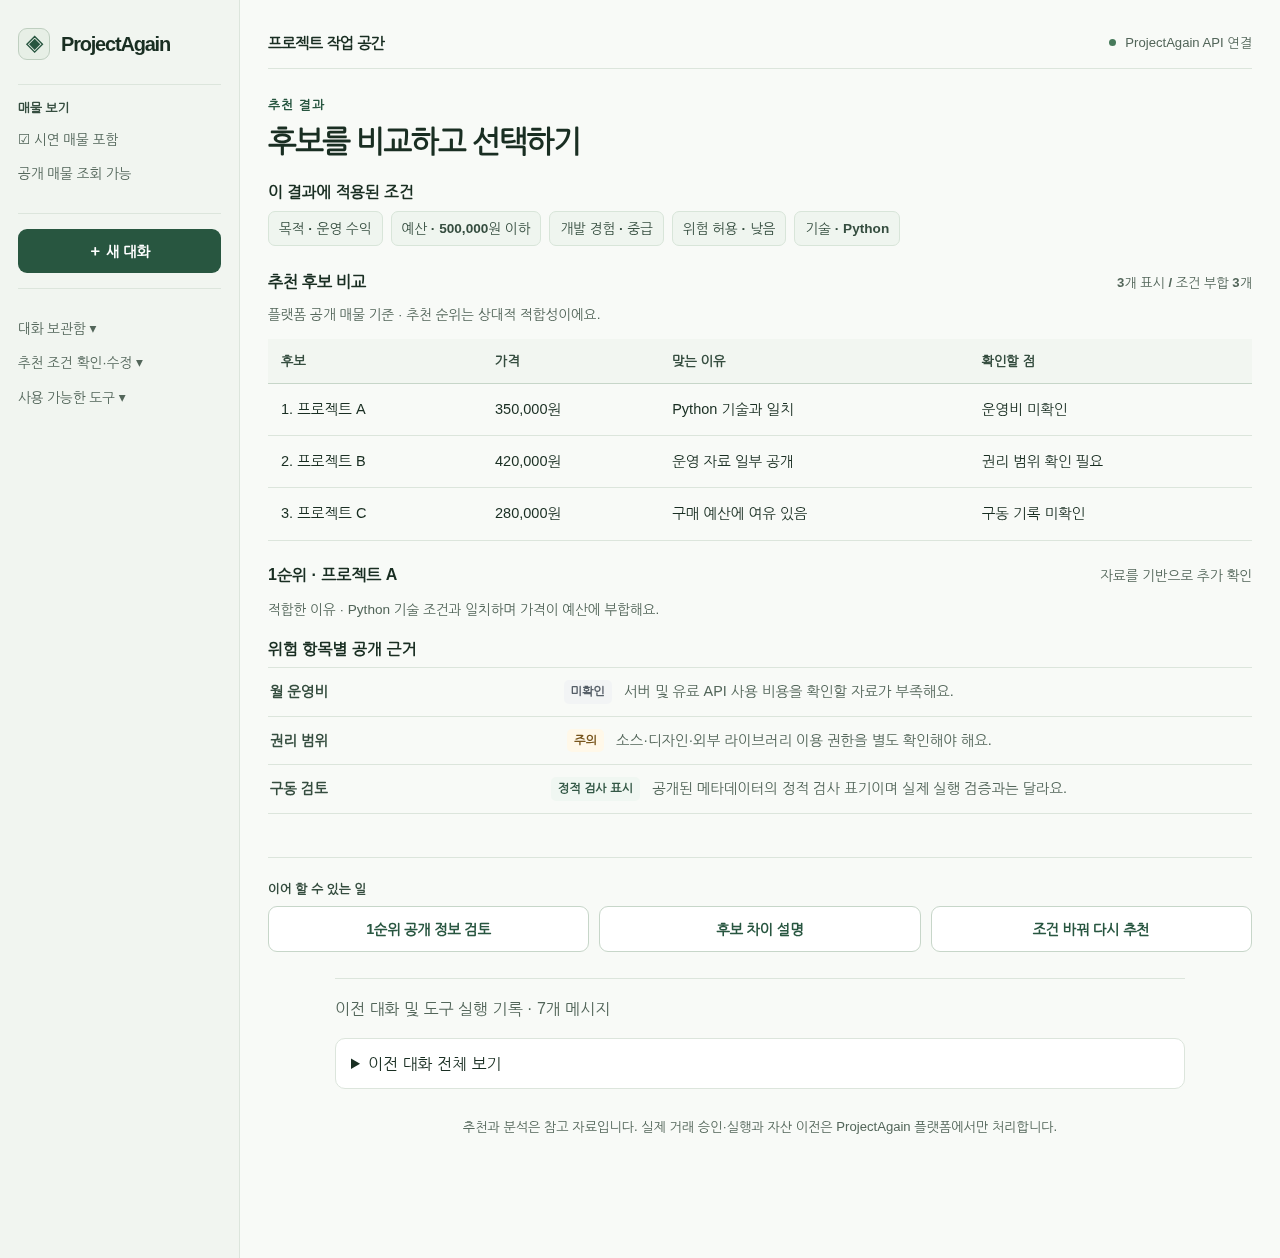 ProjectAgain
매물 보기
☑ 시연 매물 포함
공개 매물 조회 가능
+ 새 대화
대화 보관함 ▾
추천 조건 확인·수정 ▾
사용 가능한 도구 ▾
프로젝트 작업 공간
ProjectAgain API 연결
추천 결과
후보를 비교하고 선택하기
이 결과에 적용된 조건
목적 · 운영 수익
예산 · 500,000원 이하
개발 경험 · 중급
위험 허용 · 낮음
기술 · Python
추천 후보 비교
3개 표시 / 조건 부합 3개
플랫폼 공개 매물 기준 · 추천 순위는 상대적 적합성이에요.
후보 가격 맞는 이유 확인할 점
1. 프로젝트 A 350,000원 Python 기술과 일치 운영비 미확인
2. 프로젝트 B 420,000원 운영 자료 일부 공개 권리 범위 확인 필요
3. 프로젝트 C 280,000원 구매 예산에 여유 있음 구동 기록 미확인
1순위 · 프로젝트 A
자료를 기반으로 추가 확인
적합한 이유 · Python 기술 조건과 일치하며 가격이 예산에 부합해요.
위험 항목별 공개 근거
월 운영비 미확인 서버 및 유료 API 사용 비용을 확인할 자료가 부족해요.
권리 범위 주의 소스·디자인·외부 라이브러리 이용 권한을 별도 확인해야 해요.
구동 검토 정적 검사 표시 공개된 메타데이터의 정적 검사 표기이며 실제 실행 검증과는 달라요.
이어 할 수 있는 일
1순위 공개 정보 검토
후보 차이 설명
조건 바꿔 다시 추천
이전 대화 및 도구 실행 기록 · 7개 메시지
▶ 이전 대화 전체 보기
추천과 분석은 참고 자료입니다. 실제 거래 승인·실행과 자산 이전은 ProjectAgain 플랫폼에서만 처리합니다.